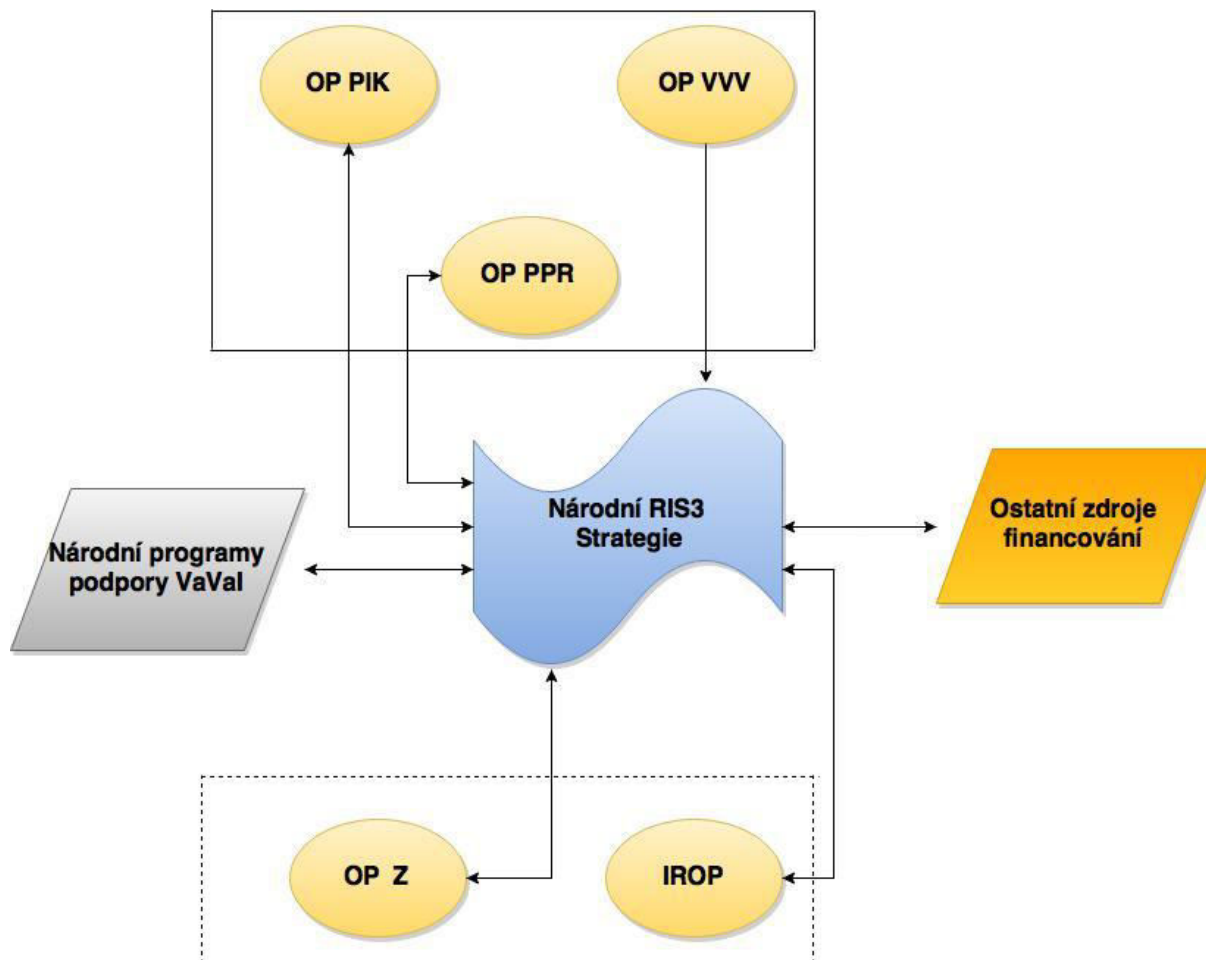 OP PIK
OP VVV
OP PPR
Národní RIS3
Strategie
Ostatní zdroje
financování
Národní programy
podpory VaVaI
OP Z
IROP